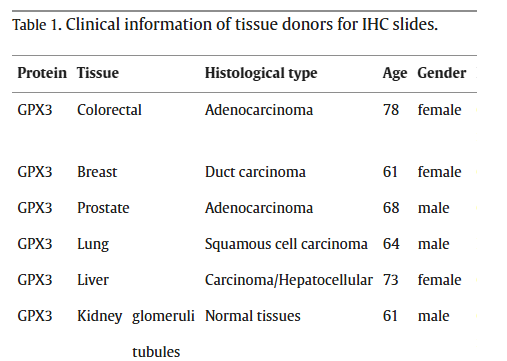 Table 1. Clinical information of tissue donors for IHC slides.
Protein Tissue Histological type Age Gender
GPX3 Colorectal Adenocarcinoma 78 female
GPX3 Breast Duct carcinoma 61 female
GPX3 Prostate Adenocarcinoma 68 male
GPX3 Lung Squamous cell carcinoma 64 male
GPX3 Liver Carcinoma/Hepatocellular 73 female
GPX3 Kidney glomeruli Normal tissues 61 male
tubules